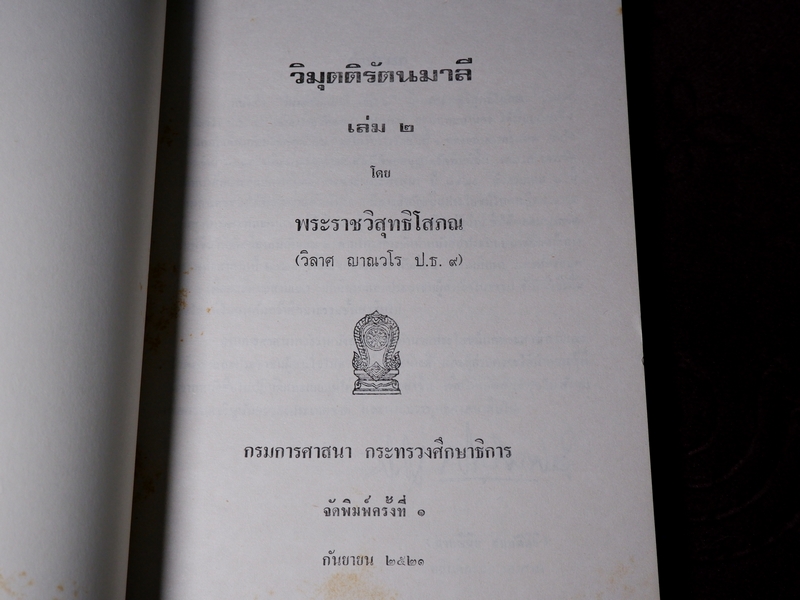 วิมุตติรัตนมาลี
เล่ม ๒
โดย
พระราชวิสุทธิโสภณ
(วิลาศ ญาณวโร ป.ธ. ๙)
กรมการศาสนา กระทรวงศึกษาธิการ
จัดพิมพ์ครั้งที่ ๑
กันยายน ๒๕๒๑